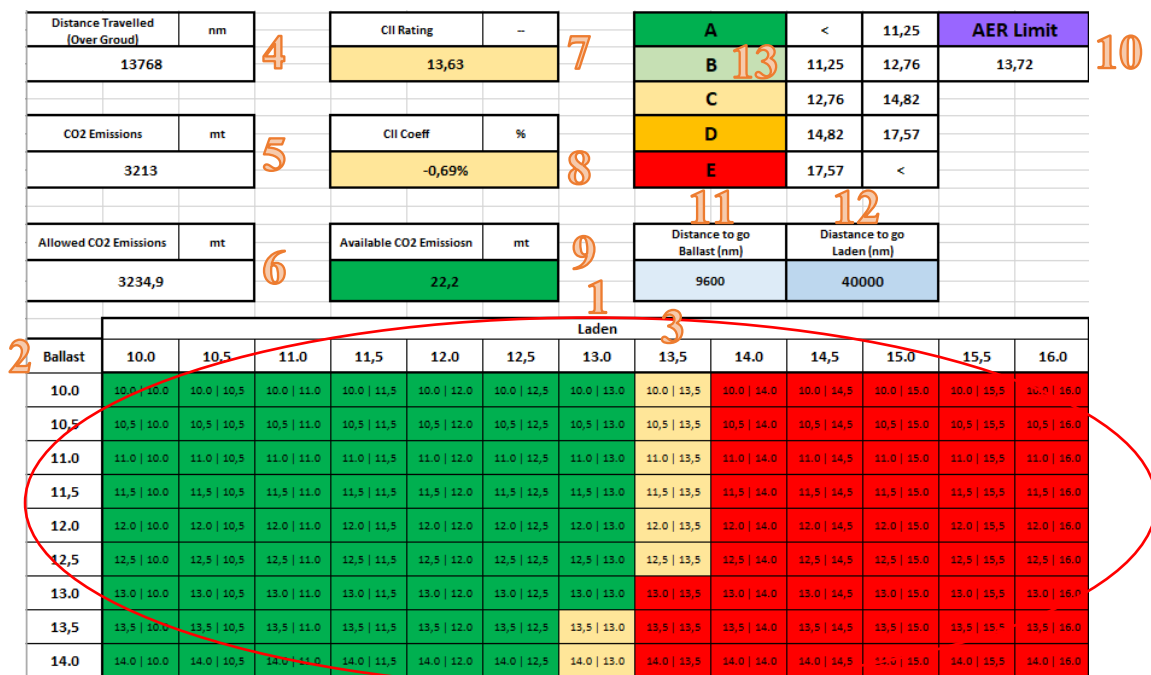 Distance Travelled (Over Groud) nm CII Rating -- A < 11,25 AER Limit
13768 4 13,63 7 B 13 11,25 12,76 13,72 10
C 12,76 14,82
CO2 Emissions mt CII Coeff % D 14,82 17,57
3213 5 -0,69% 8 E 17,57 <
11 12
Allowed CO2 Emissions mt Available CO2 Emissiosn mt 9 Distance to go Ballast (nm) Diastance to go Laden (nm)
3234,9 6 22,2 9600 40000
1
Laden 3
2 Ballast 10.0 10,5 11.0 11,5 12.0 12,5 13.0 13,5 14.0 14,5 15.0 15,5 16.0
10.0 10.0 | 10.0 10.0 | 10,5 10.0 | 11.0 10.0 | 11,5 10.0 | 12.0 10.0 | 12,5 10.0 | 13.0 10.0 | 13,5 10.0 | 14.0 10.0 | 14,5 10.0 | 15.0 10.0 | 15,5 10.0 | 16.0
10,5 10,5 | 10.0 10,5 | 10,5 10,5 | 11.0 10,5 | 11,5 10,5 | 12.0 10,5 | 12,5 10,5 | 13.0 10,5 | 13,5 10,5 | 14.0 10,5 | 14,5 10,5 | 15.0 10,5 | 15,5 10,5 | 16.0
11.0 11.0 | 10.0 11.0 | 10,5 11.0 | 11.0 11.0 | 11,5 11.0 | 12.0 11.0 | 12,5 11.0 | 13.0 11.0 | 13,5 11.0 | 14.0 11.0 | 14,5 11.0 | 15.0 11.0 | 15,5 11.0 | 16.0
11,5 11,5 | 10.0 11,5 | 10,5 11,5 | 11.0 11,5 | 11,5 11,5 | 12.0 11,5 | 12,5 11,5 | 13.0 11,5 | 13,5 11,5 | 14.0 11,5 | 14,5 11,5 | 15.0 11,5 | 15,5 11,5 | 16.0
12.0 12.0 | 10.0 12.0 | 10,5 12.0 | 11.0 12.0 | 11,5 12.0 | 12.0 12.0 | 12,5 12.0 | 13.0 12.0 | 13,5 12.0 | 14.0 12.0 | 14,5 12.0 | 15.0 12.0 | 15,5 12.0 | 16.0
12,5 12,5 | 10.0 12,5 | 10,5 12,5 | 11.0 12,5 | 11,5 12,5 | 12.0 12,5 | 12,5 12,5 | 13.0 12,5 | 13,5 12,5 | 14.0 12,5 | 14,5 12,5 | 15.0 12,5 | 15,5 12,5 | 16.0
13.0 13.0 | 10.0 13.0 | 10,5 13.0 | 11.0 13.0 | 11,5 13.0 | 12.0 13.0 | 12,5 13.0 | 13.0 13.0 | 13,5 13.0 | 14.0 13.0 | 14,5 13.0 | 15.0 13.0 | 15,5 13.0 | 16.0
13,5 13,5 | 10.0 13,5 | 10,5 13,5 | 11.0 13,5 | 11,5 13,5 | 12.0 13,5 | 12,5 13,5 | 13.0 13,5 | 13,5 13,5 | 14.0 13,5 | 14,5 13,5 | 15.0 13,5 | 15,5 13,5 | 16.0
14.0 14.0 | 10.0 14.0 | 10,5 14.0 | 11.0 14.0 | 11,5 14.0 | 12.0 14.0 | 12,5 14.0 | 13.0 14.0 | 13,5 14.0 | 14.0 14.0 | 14,5 14.0 | 15.0 14.0 | 15,5 14.0 | 16.0